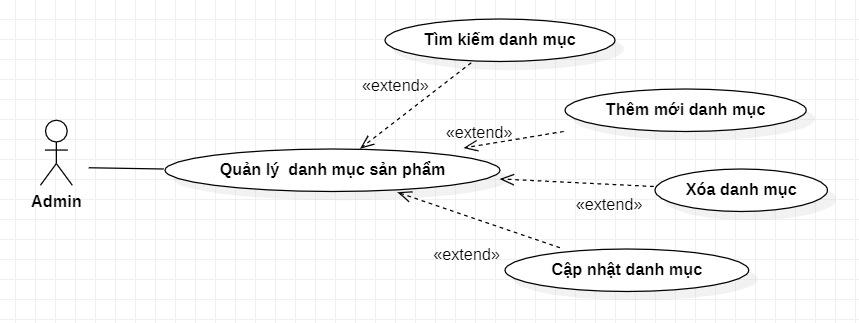 Tìm kiếm danh mục
«extend»
Thêm mới danh mục
«extend»
Quản lý  danh mục sản phẩm
Xóa danh mục
Admin
«extend»
«extend»
Cập nhật danh mục